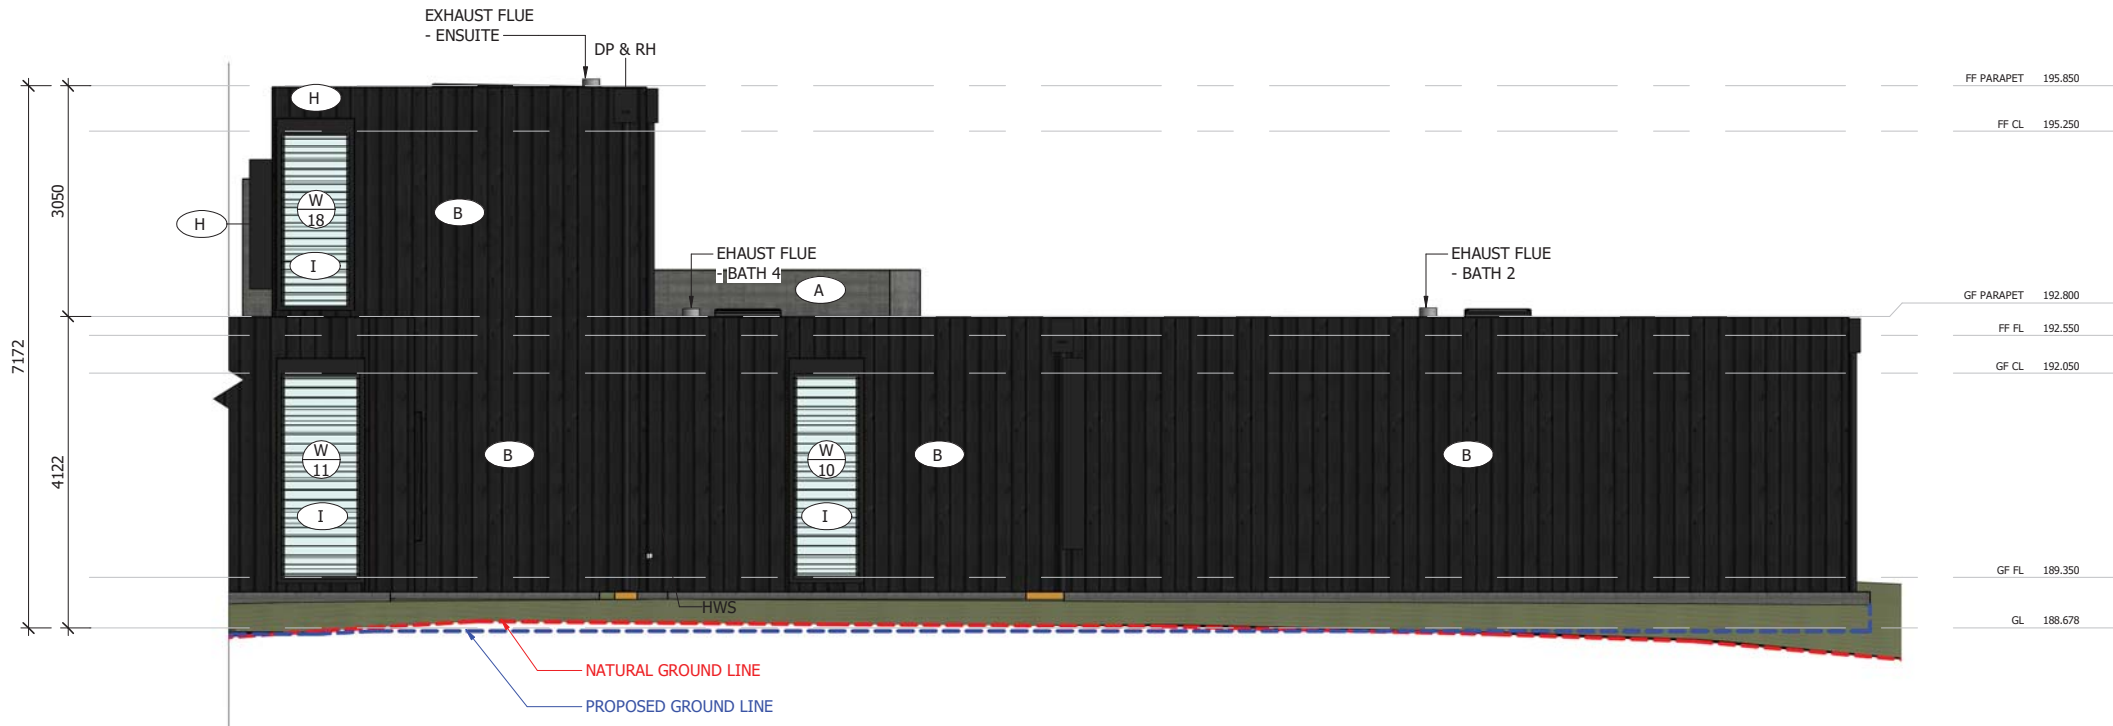 EXHAUST FLUE
- ENSUITE
DP & RH
FF PARAPET 195.850
H
FF CL 195.250
3050
W
18
B
H
I
EHAUST FLUE
- BATH 4
A
EHAUST FLUE
- BATH 2
GF PARAPET 192.800
FF FL 192.550
7172
GF CL 192.050
4122
W
11
B
W
10
B
B
I
I
GF FL 189.350
HWS
GL 188.678
NATURAL GROUND LINE
PROPOSED GROUND LINE